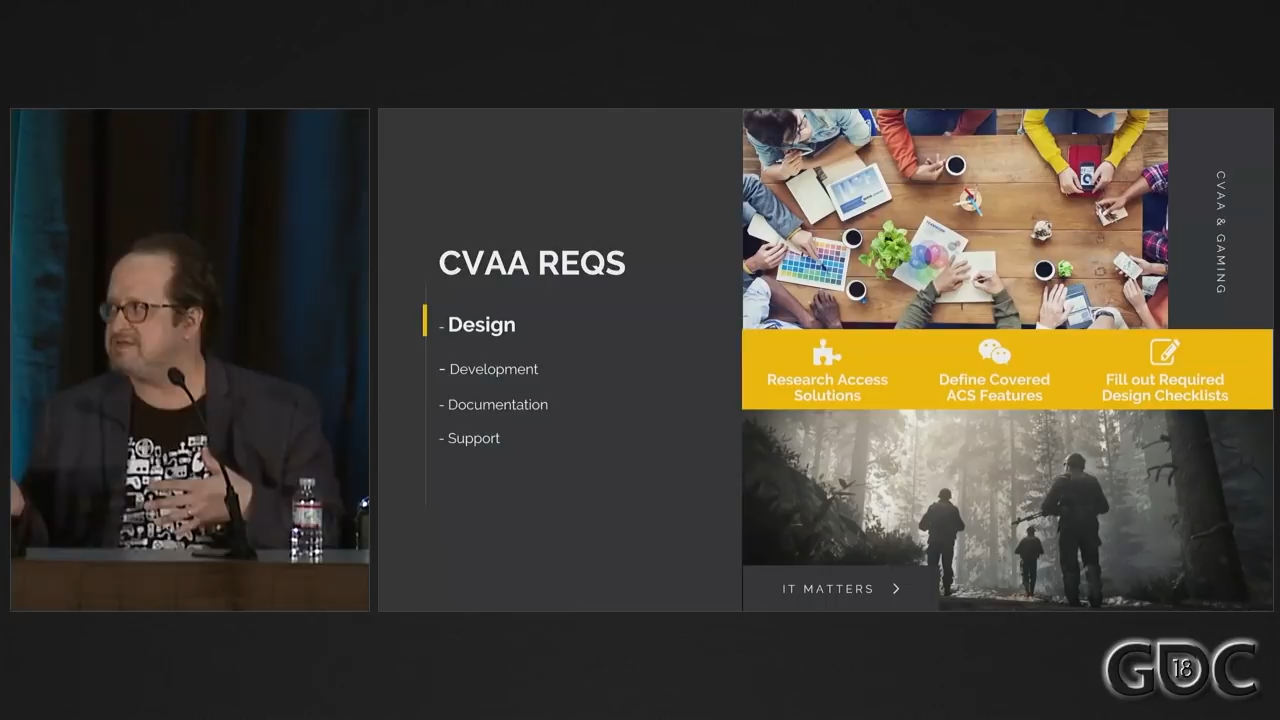 CVAA REQS
- Design
- Development
- Documentation
- Support
CVAA & GAMING
Research Access
Solutions
Define Covered
ACS Features
Fill out Required
Design Checklists
IT MATTERS
GDC
18